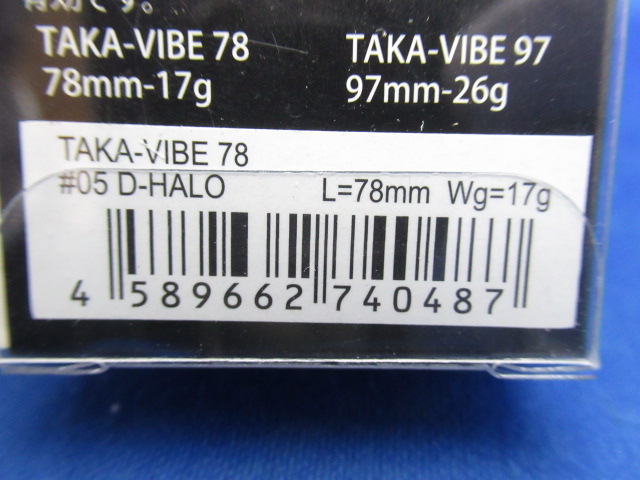 有効です。
TAKA-VIBE 78
78mm-17g
TAKA-VIBE 97
97mm-26g
TAKA-VIBE 78
#05 D-HALO L=78mm Wg=17g
4 589662 740487